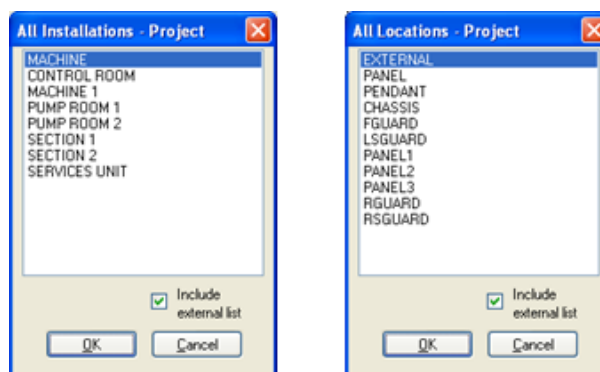 All Installations - Project
MACHINE
CONTROL ROOM
MACHINE 1
PUMP ROOM 1
PUMP ROOM 2
SECTION 1
SECTION 2
SERVICES UNIT
Include
external list
OK
Cancel
All Locations - Project
EXTERNAL
PANEL
PENDANT
CHASSIS
FGUARD
LSGUARD
PANEL1
PANEL2
PANEL3
RGUARD
RSGUARD
Include
external list
OK
Cancel